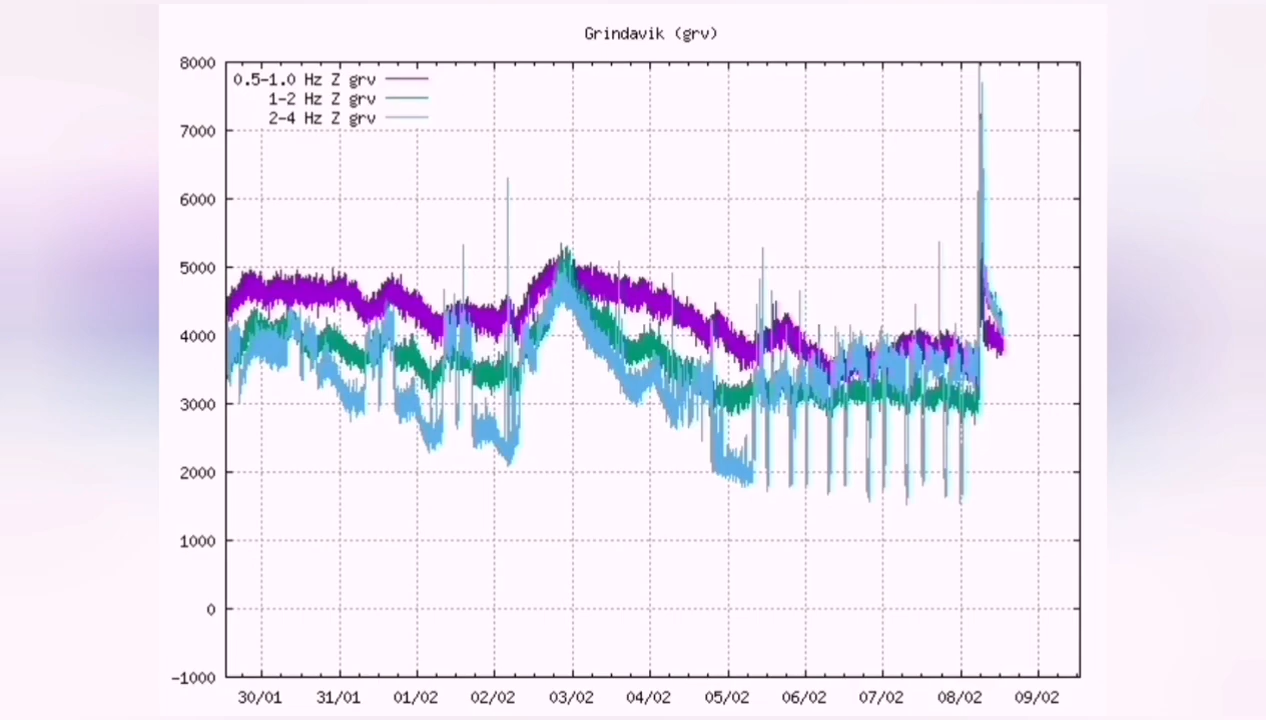 Grindavik (grv)
8000
0.5-1.0 Hz Z grv
1-2 Hz Z grv
2-4 Hz Z grv
7000
6000
5000
4000
3000
2000
1000
0
-1000
30/01 31/01 01/02 02/02 03/02 04/02 05/02 06/02 07/02 08/02 09/02